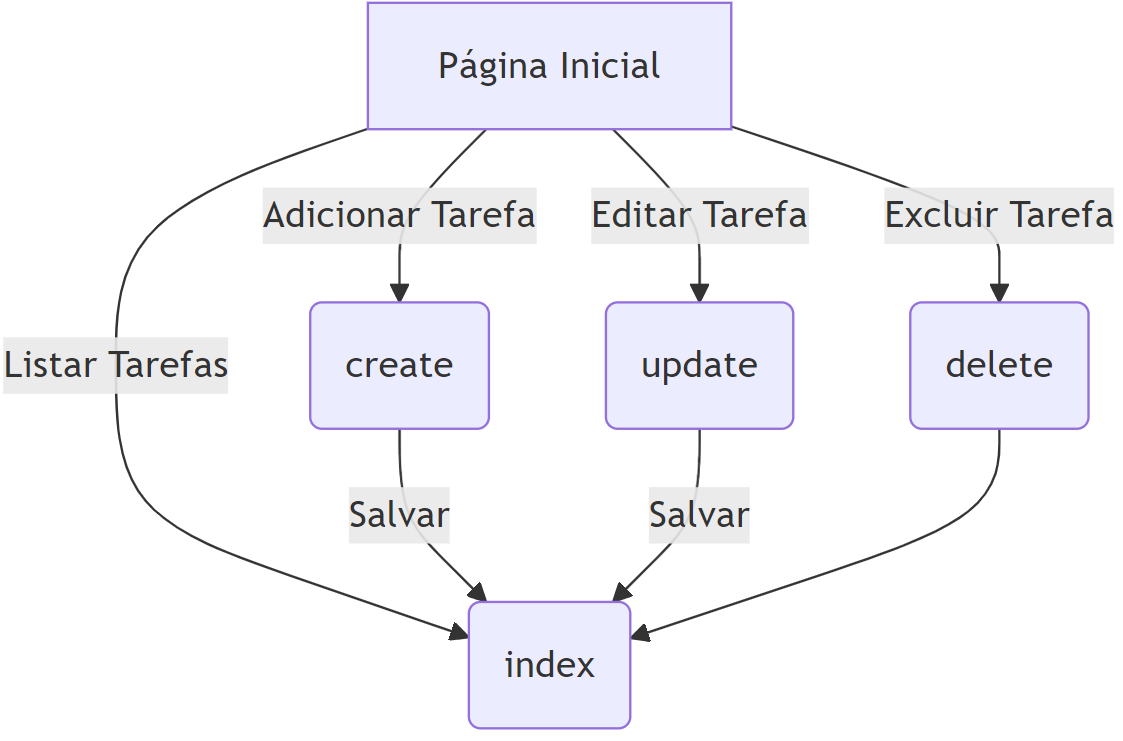 Página Inicial
Adicionar Tarefa
Editar Tarefa
Excluir Tarefa
Listar Tarefas
create
update
delete
Salvar
Salvar
index